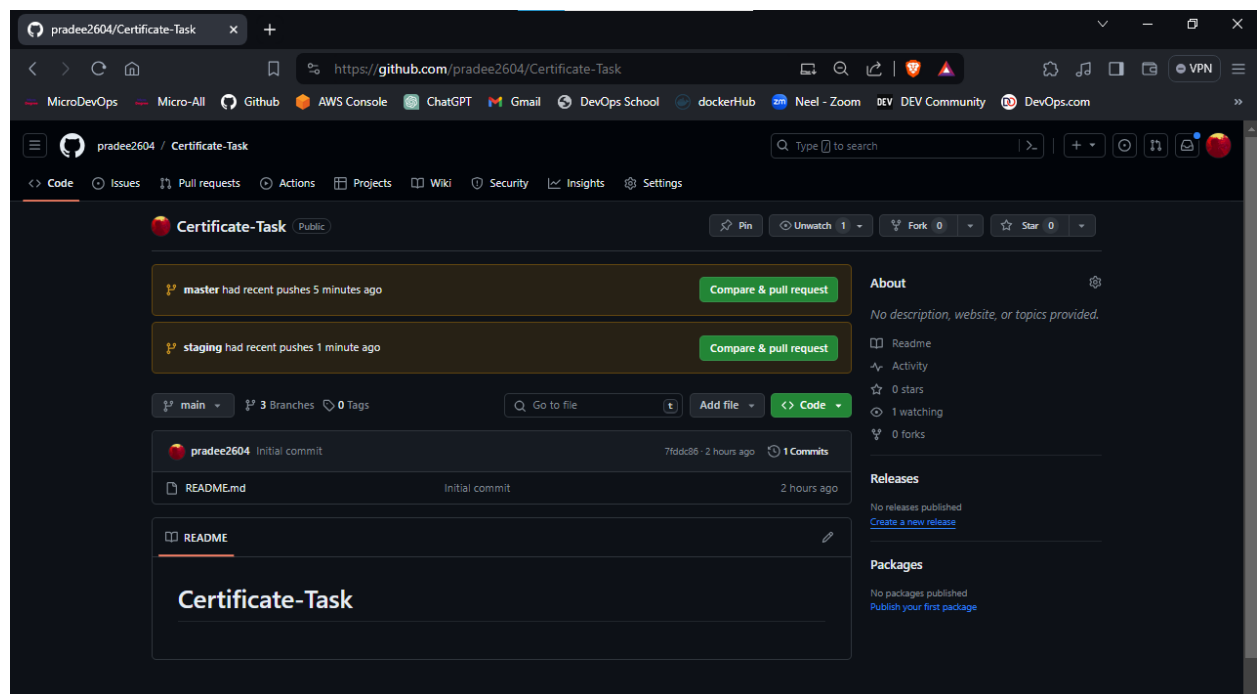 pradee2604/Certificate-Task
https://github.com/pradee2604/Certificate-Task
VPN
MicroDevOps Micro-All Github AWS Console ChatGPT Gmail DevOps School dockerHub Neel - Zoom DEV Community DevOps.com
pradee2604 / Certificate-Task
Type / to search
Code Issues Pull requests Actions Projects Wiki Security Insights Settings
Certificate-Task Public
Pin Unwatch 1 Fork 0 Star 0
master had recent pushes 5 minutes ago
Compare & pull request
staging had recent pushes 1 minute ago
Compare & pull request
main 3 Branches 0 Tags
Go to file t
Add file
Code
pradee2604 Initial commit
7fddc86 · 2 hours ago 1 Commits
README.md Initial commit 2 hours ago
README
Certificate-Task
About
No description, website, or topics provided.
Readme
Activity
0 stars
1 watching
0 forks
Releases
No releases published
Create a new release
Packages
No packages published
Publish your first package